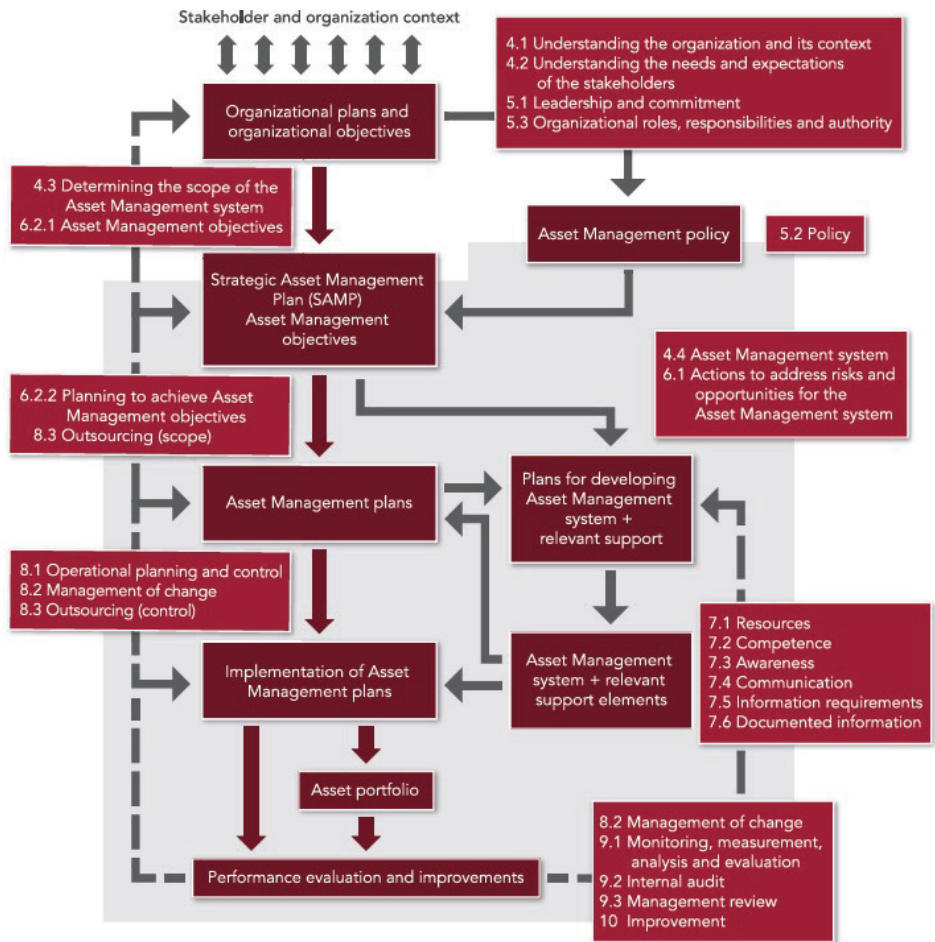 Stakeholder and organization context
Organizational plans and
organizational objectives
4.1 Understanding the organization and its context
4.2 Understanding the needs and expectations
of the stakeholders
5.1 Leadership and commitment
5.3 Organizational roles, responsibilities and authority
4.3 Determining the scope of the
Asset Management system
6.2.1 Asset Management objectives
Asset Management policy
5.2 Policy
Strategic Asset Management
Plan (SAMP)
Asset Management
objectives
4.4 Asset Management system
6.1 Actions to address risks and
opportunities for the
Asset Management system
6.2.2 Planning to achieve Asset
Management objectives
8.3 Outsourcing (scope)
Asset Management plans
Plans for developing
Asset Management
system +
relevant support
8.1 Operational planning and control
8.2 Management of change
8.3 Outsourcing (control)
7.1 Resources
7.2 Competence
7.3 Awareness
7.4 Communication
7.5 Information requirements
7.6 Documented information
Implementation of Asset
Management plans
Asset Management
system + relevant
support elements
Asset portfolio
8.2 Management of change
9.1 Monitoring, measurement,
analysis and evaluation
9.2 Internal audit
9.3 Management review
10 Improvement
Performance evaluation and improvements